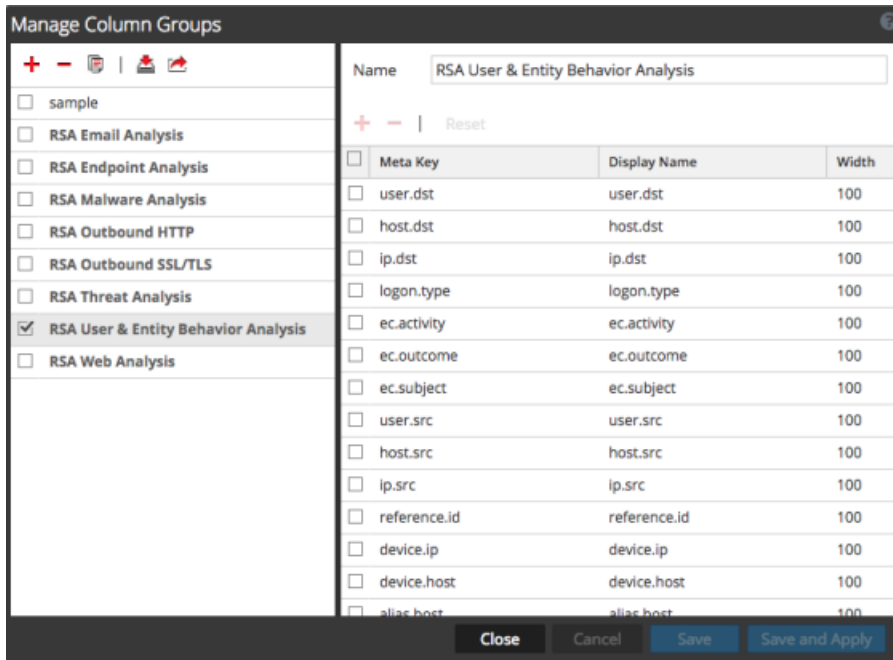 Manage Column Groups
sample
RSA Email Analysis
RSA Endpoint Analysis
RSA Malware Analysis
RSA Outbound HTTP
RSA Outbound SSL/TLS
RSA Threat Analysis
RSA User & Entity Behavior Analysis
RSA Web Analysis
Name RSA User & Entity Behavior Analysis
Reset
Meta Key Display Name Width
user.dst user.dst 100
host.dst host.dst 100
ip.dst ip.dst 100
logon.type logon.type 100
ec.activity ec.activity 100
ec.outcome ec.outcome 100
ec.subject ec.subject 100
user.src user.src 100
host.src host.src 100
ip.src ip.src 100
reference.id reference.id 100
device.ip device.ip 100
device.host device.host 100
alias.host alias.host 100
Close Cancel Save Save and Apply